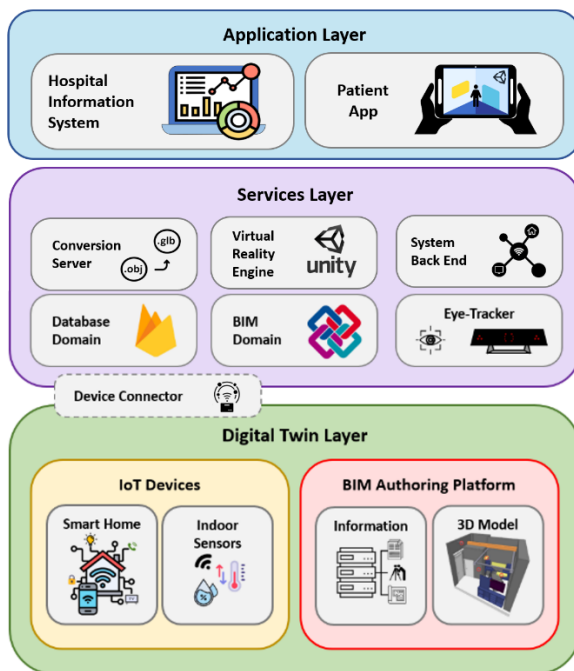 Application Layer
Hospital
Information
System
Patient
App
Services Layer
Conversion
Server
.glb
.obj
Virtual
Reality
Engine
unity
System
Back End
Database
Domain
BIM
Domain
Eye-Tracker
Device Connector
Digital Twin Layer
IoT Devices
BIM Authoring Platform
Smart Home
Indoor
Sensors
%
Information
3D Model